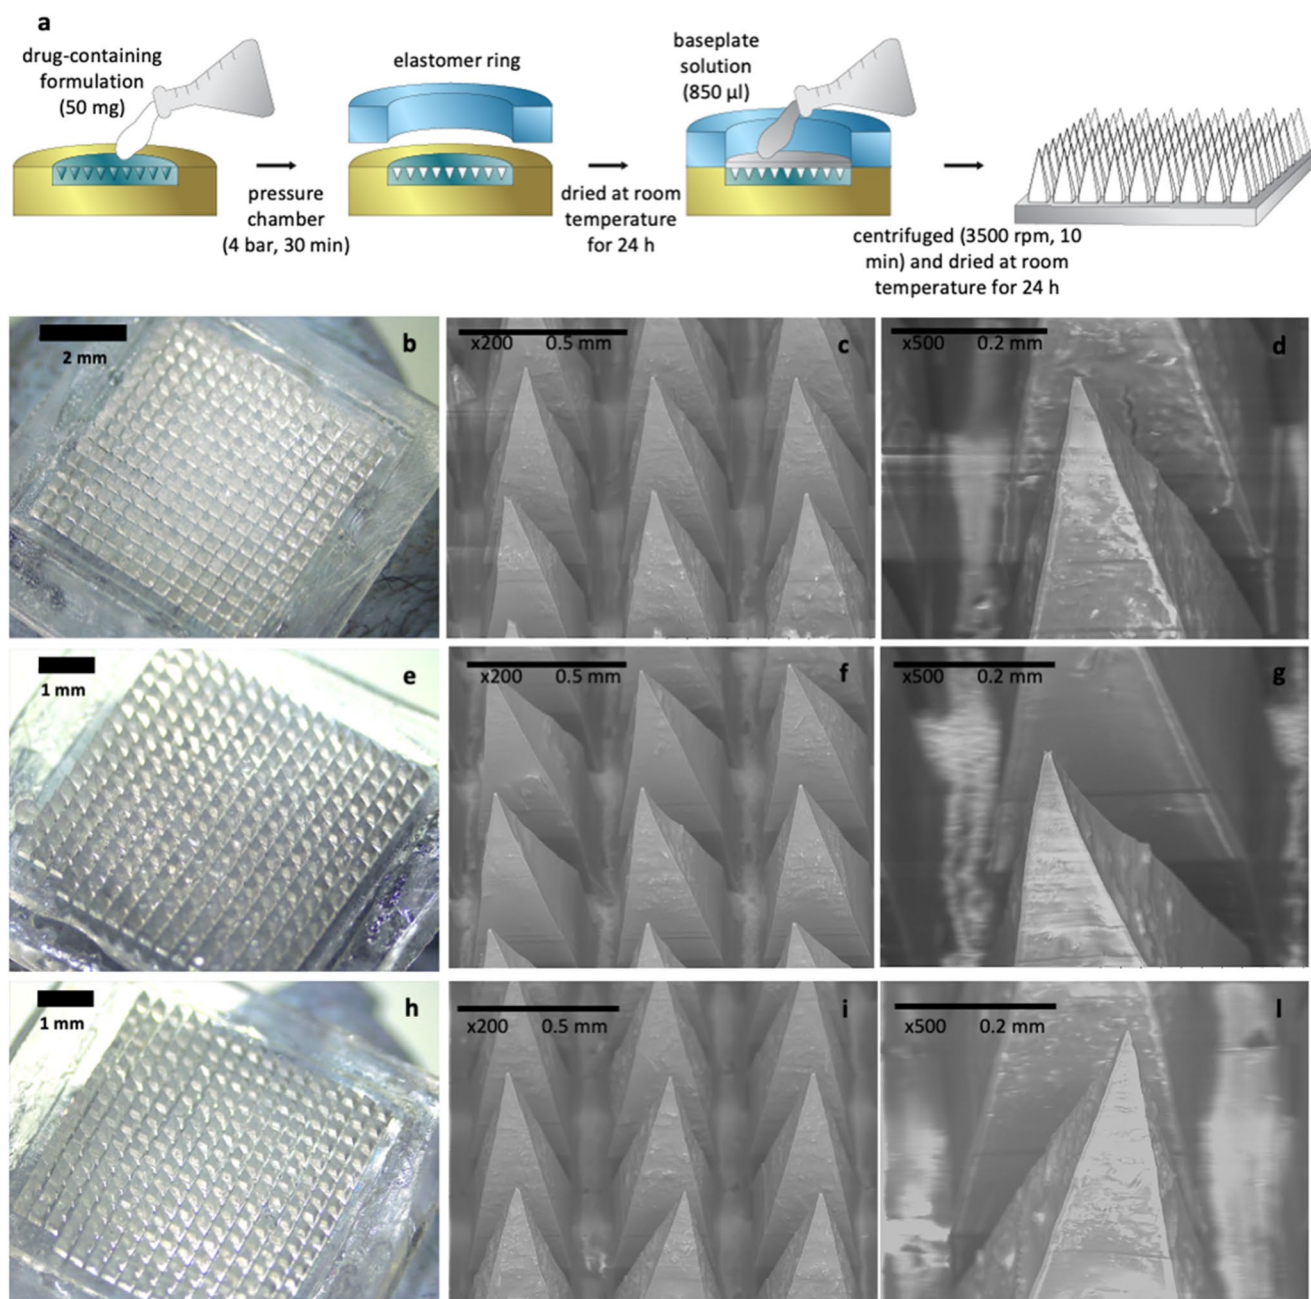 a
drug-containing
formulation
(50 mg)
pressure
chamber
(4 bar, 30 min)
elastomer ring
dried at room
temperature
for 24 h
baseplate
solution
(850 µl)
centrifuged (3500 rpm, 10
min) and dried at room
temperature for 24 h
2 mm
b
x200 0.5 mm
c
x500 0.2 mm
d
1 mm
e
x200 0.5 mm
f
x500 0.2 mm
g
1 mm
h
x200 0.5 mm
i
x500 0.2 mm
l